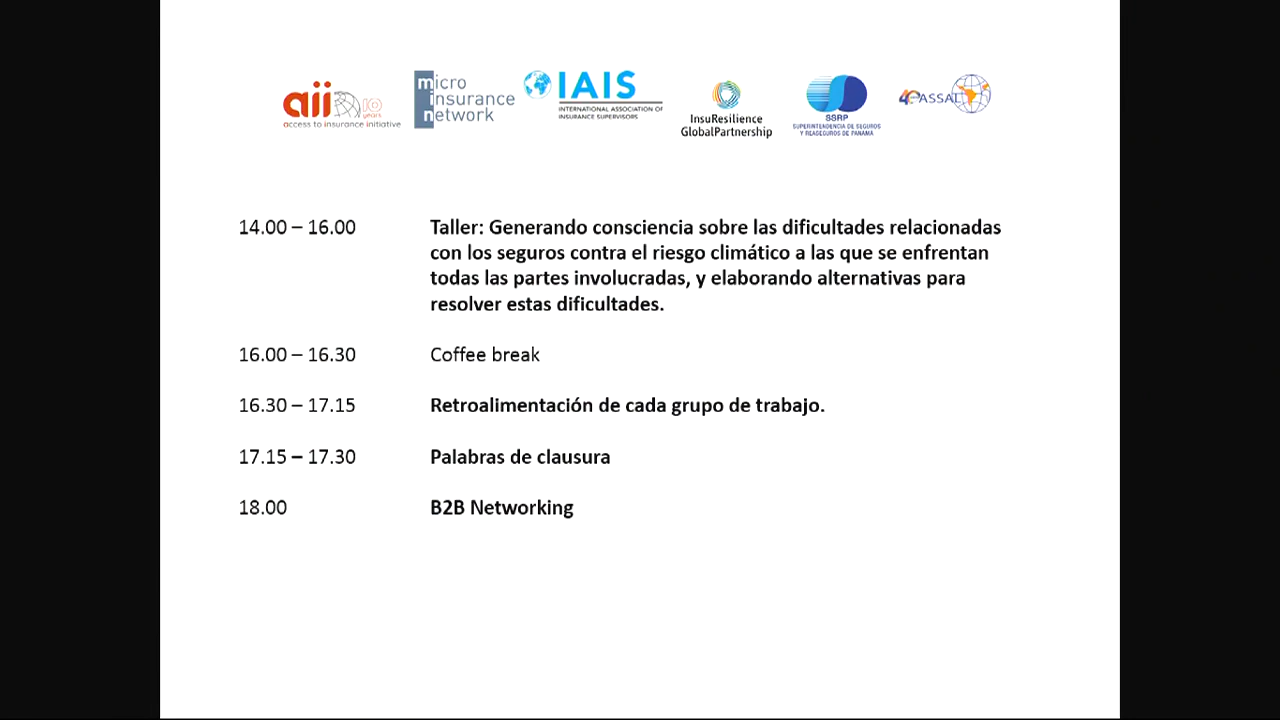 aii
10
years
access to insurance initiative
micro
insurance
network
IAIS
INTERNATIONAL ASSOCIATION OF
INSURANCE SUPERVISORS
InsuResilience
GlobalPartnership
SSRP
SUPERINTENDENCIA DE SEGUROS
Y REASEGUROS DE PANAMÁ
ASSAL
14.00 – 16.00 Taller: Generando consciencia sobre las dificultades relacionadas
con los seguros contra el riesgo climático a las que se enfrentan
todas las partes involucradas, y elaborando alternativas para
resolver estas dificultades.
16.00 – 16.30 Coffee break
16.30 – 17.15 Retroalimentación de cada grupo de trabajo.
17.15 – 17.30 Palabras de clausura
18.00 B2B Networking